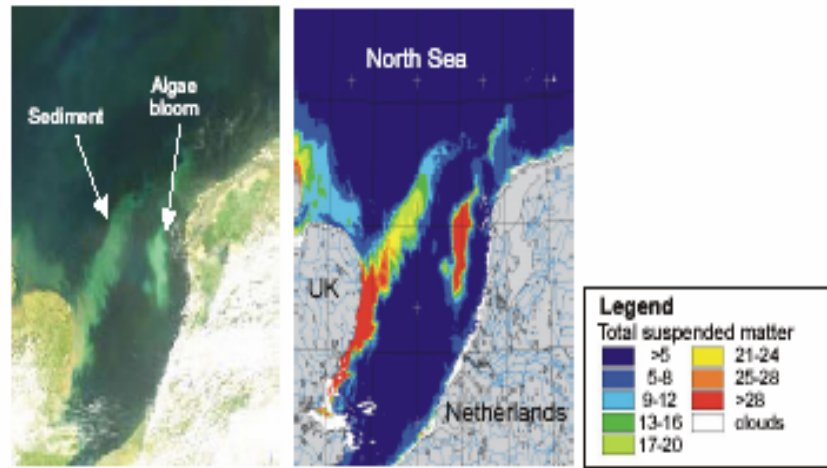 Sediment
Algae
bloom
North Sea
UK
Netherlands
Legend
Total suspended matter
>5
5-8
9-12
13-16
17-20
21-24
25-28
>28
clouds